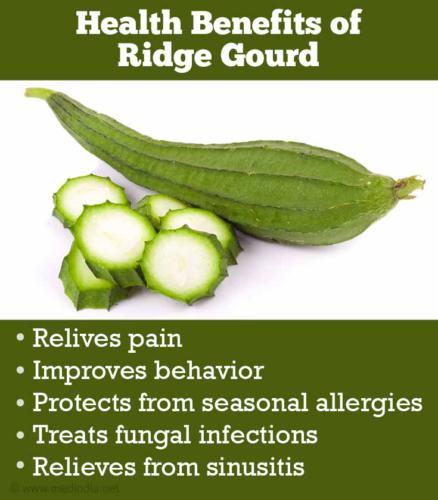 Health Benefits of
Ridge Gourd
• Relives pain
• Improves behavior
• Protects from seasonal allergies
• Treats fungal infections
• Relieves from sinusitis
www.medindia.net